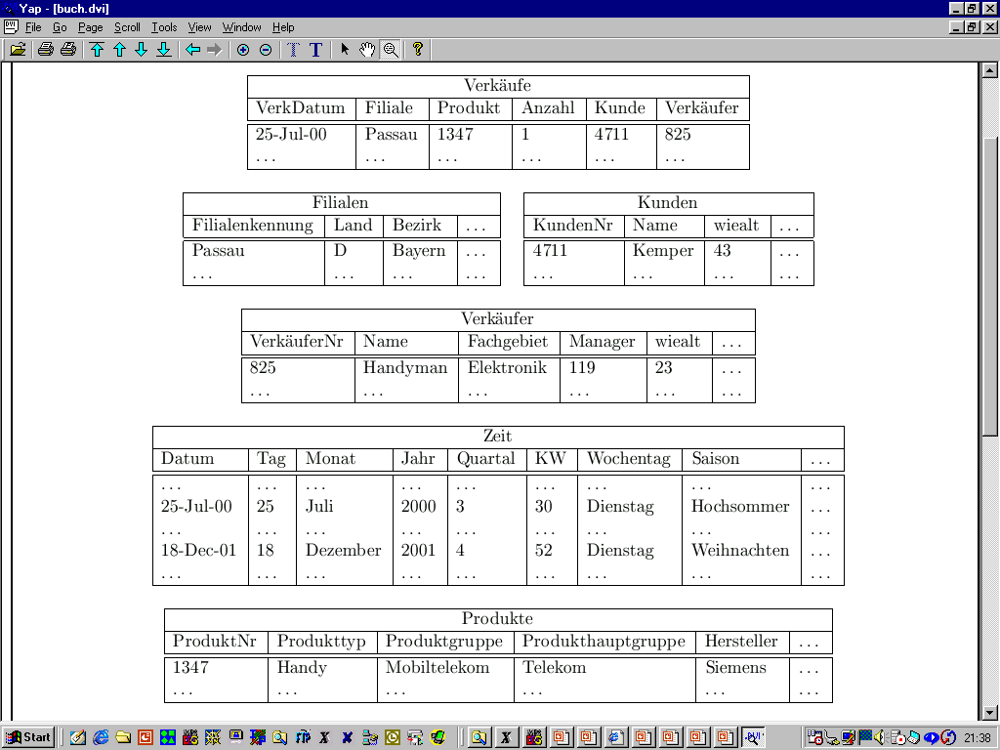 Yap - [buch.dvi]
File Go Page Scroll Tools View Window Help
Verkäufe
VerkDatum Filiale Produkt Anzahl Kunde Verkäufer
25-Jul-00 Passau 1347 1 4711 825
... ... ... ... ... ...
Filialen
Filialenkennung Land Bezirk ...
Passau D Bayern ...
... ... ... ...
Kunden
KundenNr Name wiealt ...
4711 Kemper 43 ...
... ... ... ...
Verkäufer
VerkäuferNr Name Fachgebiet Manager wiealt ...
825 Handyman Elektronik 119 23 ...
... ... ... ... ... ...
Zeit
Datum Tag Monat Jahr Quartal KW Wochentag Saison ...
... ... ... ... ... ... ... ... ...
25-Jul-00 25 Juli 2000 3 30 Dienstag Hochsommer ...
... ... ... ... ... ... ... ... ...
18-Dec-01 18 Dezember 2001 4 52 Dienstag Weihnachten ...
... ... ... ... ... ... ... ... ...
Produkte
ProduktNr Produkttyp Produktgruppe Produkthauptgruppe Hersteller ...
1347 Handy Mobiltelekom Telekom Siemens ...
... ... ... ... ... ...
Start 21:38